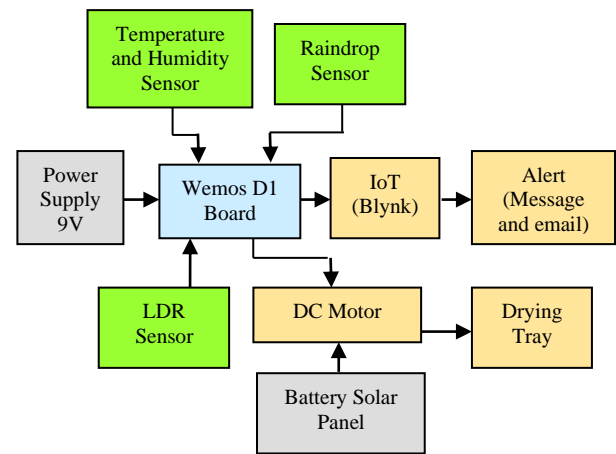 Temperature
and Humidity
Sensor
Raindrop
Sensor
Power
Supply
9V
Wemos D1
Board
IoT
(Blynk)
Alert
(Message
and email)
LDR
Sensor
DC Motor
Drying
Tray
Battery Solar
Panel